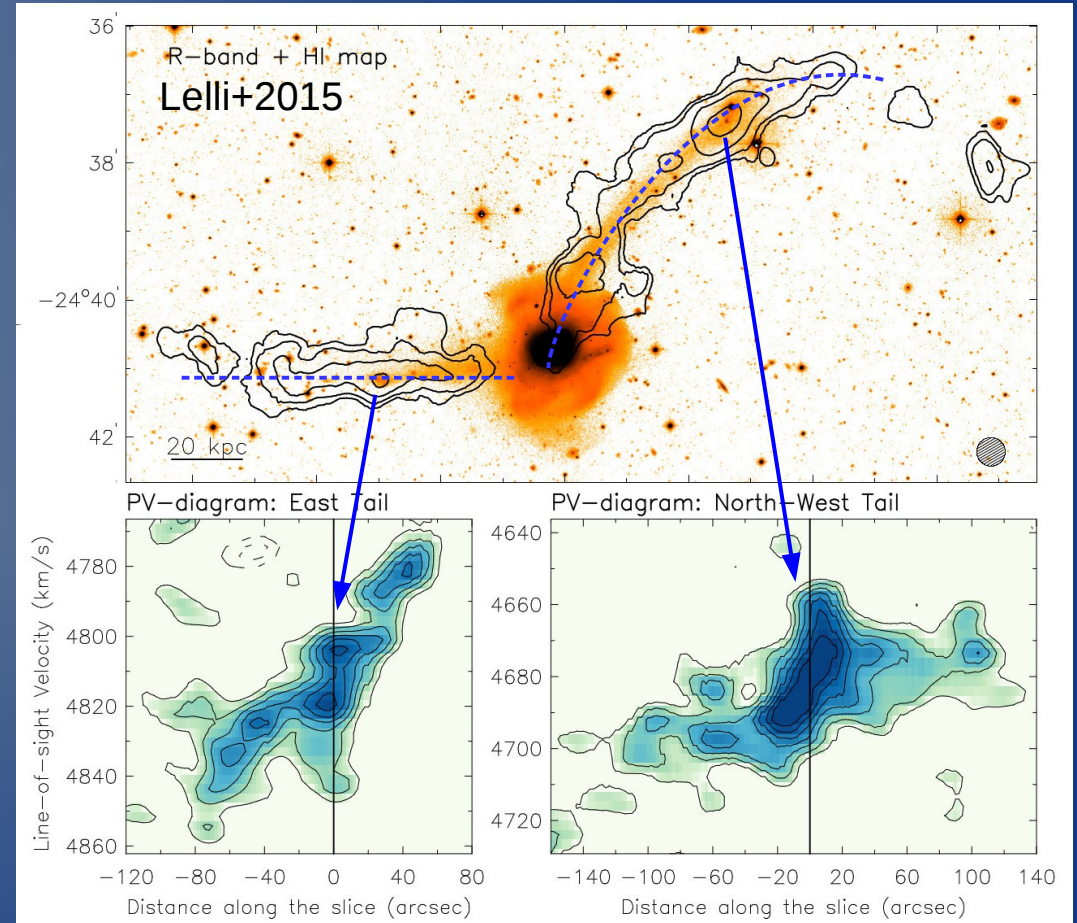 36'
R-band + HI map
Lelli+2015
38'
-24°40'
42'
20 kpc
PV-diagram: East Tail
PV-diagram: North-West Tail
Line-of-sight Velocity (km/s)
4780
4800
4820
4840
4860
4640
4660
4680
4700
4720
-120 -80 -40 0 40 80
-140 -100 -60 -20 20 60 100 140
Distance along the slice (arcsec)
Distance along the slice (arcsec)